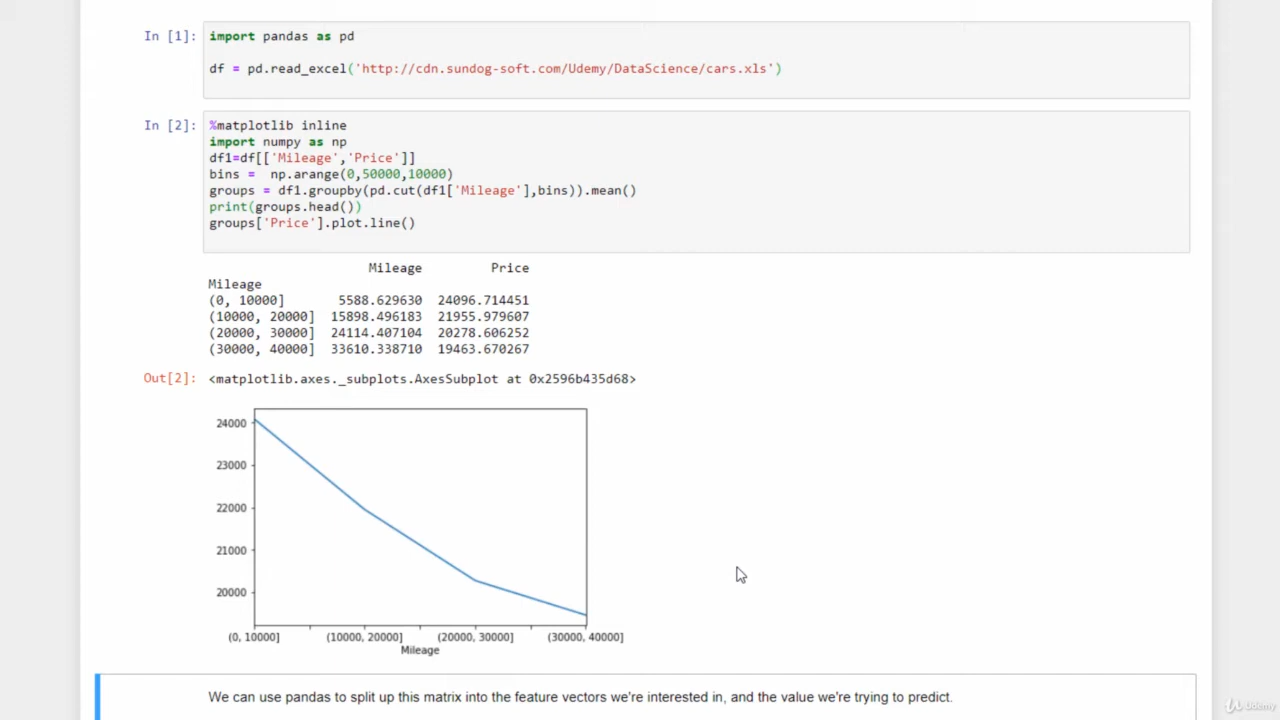 In [1]: import pandas as pd
df = pd.read_excel('http://cdn.sundog-soft.com/Udemy/DataScience/cars.xls')
In [2]: %matplotlib inline
import numpy as np
df1=df[['Mileage','Price']]
bins =  np.arange(0,50000,10000)
groups = df1.groupby(pd.cut(df1['Mileage'],bins)).mean()
print(groups.head())
groups['Price'].plot.line()
Mileage Price
Mileage
(0, 10000] 5588.629630 24096.714451
(10000, 20000] 15898.496183 21955.979607
(20000, 30000] 24114.407104 20278.606252
(30000, 40000] 33610.338710 19463.670267
Out[2]: <matplotlib.axes._subplots.AxesSubplot at 0x2596b435d68>
24000
23000
22000
21000
20000
(0, 10000] (10000, 20000] (20000, 30000] (30000, 40000]
Mileage
We can use pandas to split up this matrix into the feature vectors we're interested in, and the value we're trying to predict.
Udemy